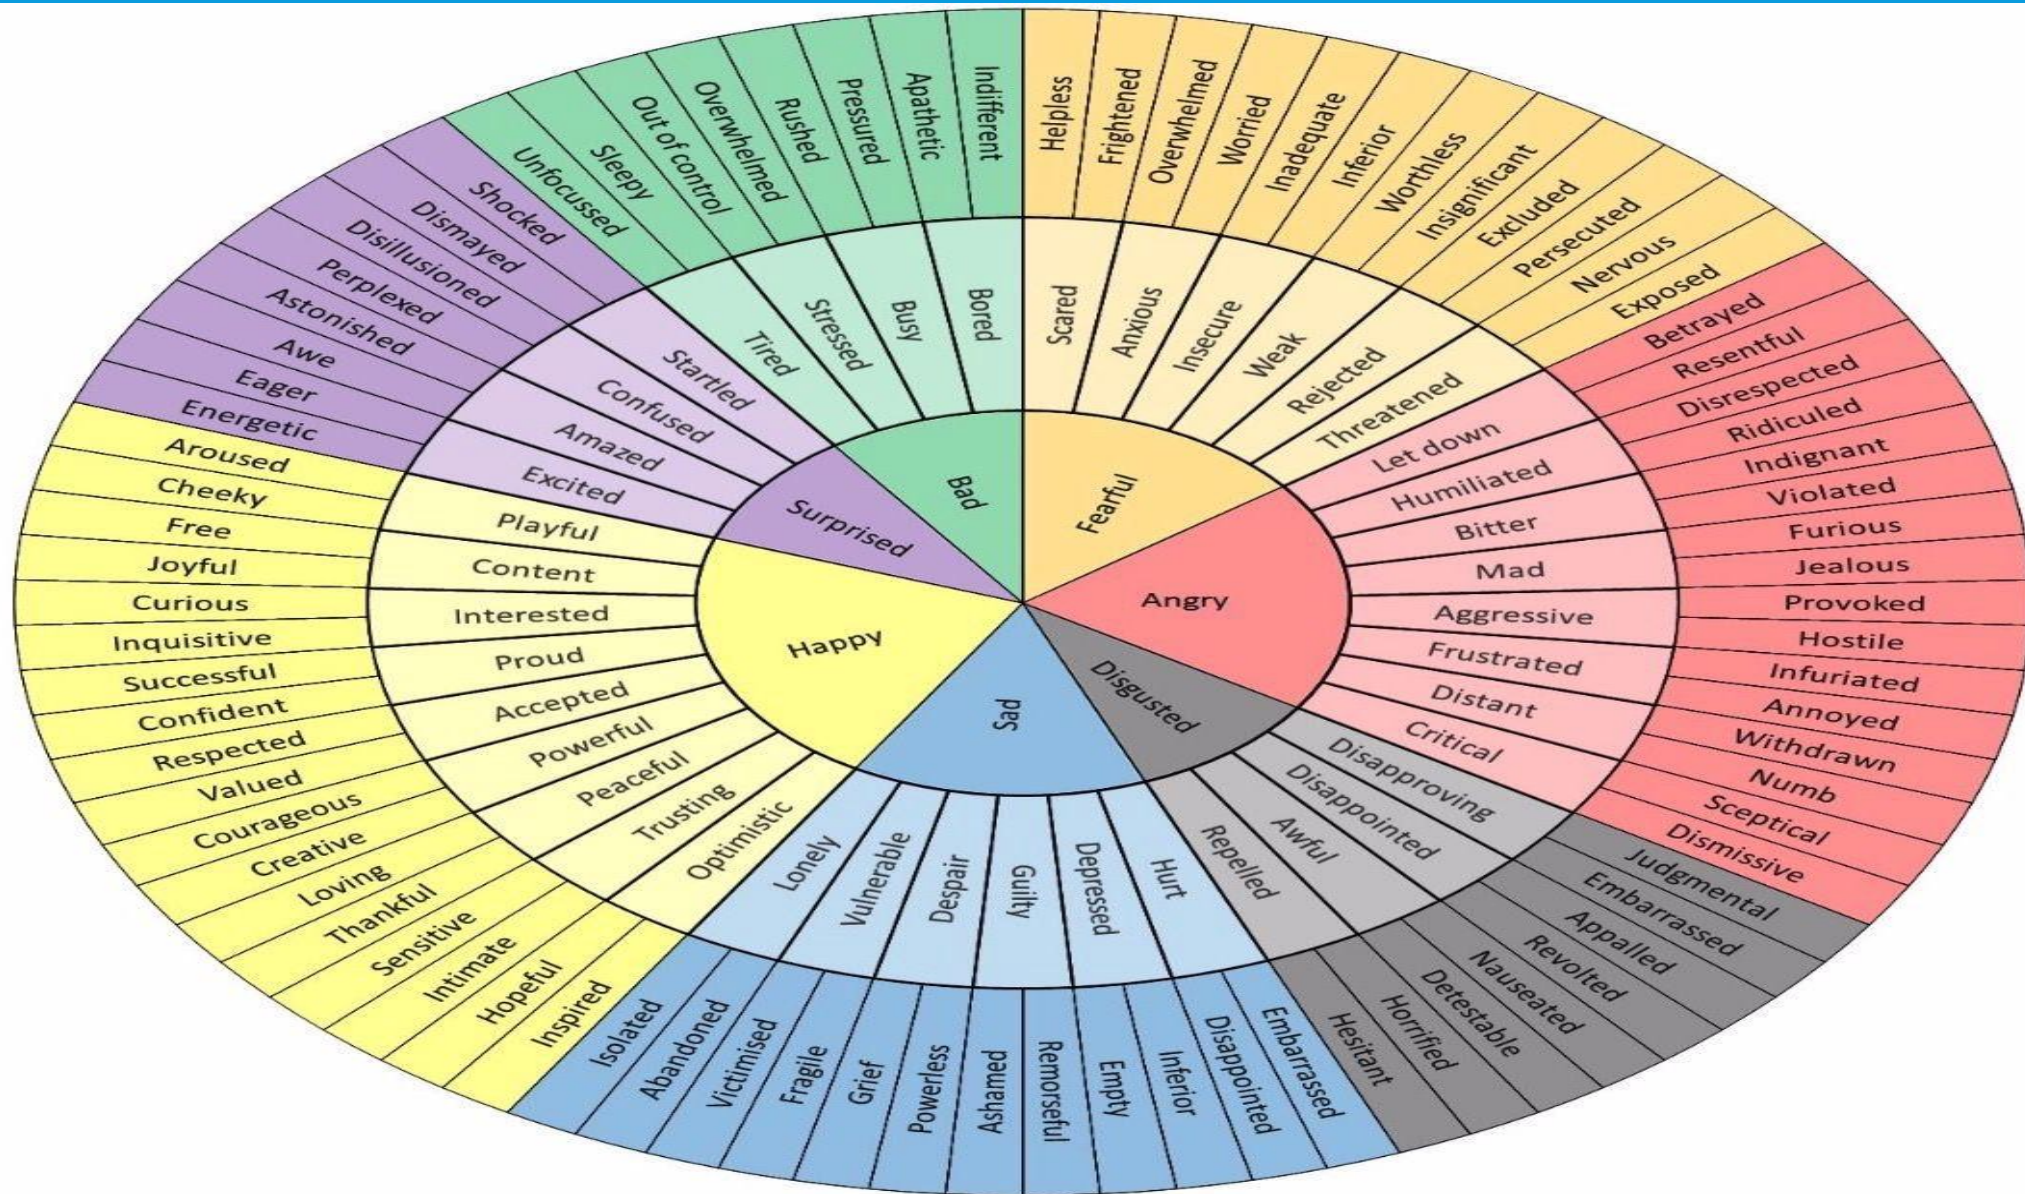 Fearful
Angry
Disgusted
Sad
Happy
Surprised
Bad
Scared
Anxious
Insecure
Weak
Rejected
Threatened
Let down
Humiliated
Bitter
Mad
Aggressive
Frustrated
Distant
Critical
Disapproving
Disappointed
Awful
Repelled
Hurt
Depressed
Guilty
Despair
Vulnerable
Lonely
Optimistic
Trusting
Peaceful
Powerful
Accepted
Proud
Interested
Content
Playful
Excited
Amazed
Confused
Startled
Tired
Stressed
Busy
Bored
Helpless
Frightened
Overwhelmed
Worried
Inadequate
Inferior
Worthless
Insignificant
Excluded
Persecuted
Nervous
Exposed
Betrayed
Resentful
Disrespected
Ridiculed
Indignant
Violated
Furious
Jealous
Provoked
Hostile
Infuriated
Annoyed
Withdrawn
Numb
Sceptical
Dismissive
Judgmental
Embarrassed
Appalled
Revolted
Nauseated
Detestable
Horrified
Hesitant
Embarrassed
Disappointed
Inferior
Empty
Remorseful
Ashamed
Powerless
Grief
Fragile
Victimised
Abandoned
Isolated
Inspired
Hopeful
Intimate
Sensitive
Thankful
Loving
Creative
Courageous
Valued
Respected
Confident
Successful
Inquisitive
Curious
Joyful
Free
Cheeky
Aroused
Energetic
Eager
Awe
Astonished
Perplexed
Disillusioned
Dismayed
Shocked
Unfocussed
Sleepy
Out of control
Overwhelmed
Rushed
Pressured
Apathetic
Indifferent